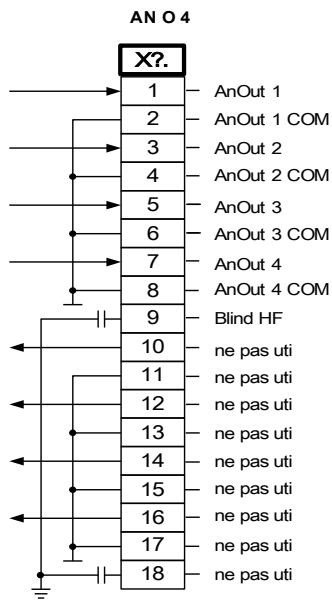 AN O 4
X?.
1 AnOut 1
2 AnOut 1 COM
3 AnOut 2
4 AnOut 2 COM
5 AnOut 3
6 AnOut 3 COM
7 AnOut 4
8 AnOut 4 COM
9 Blind HF
10 ne pas uti
11 ne pas uti
12 ne pas uti
13 ne pas uti
14 ne pas uti
15 ne pas uti
16 ne pas uti
17 ne pas uti
18 ne pas uti